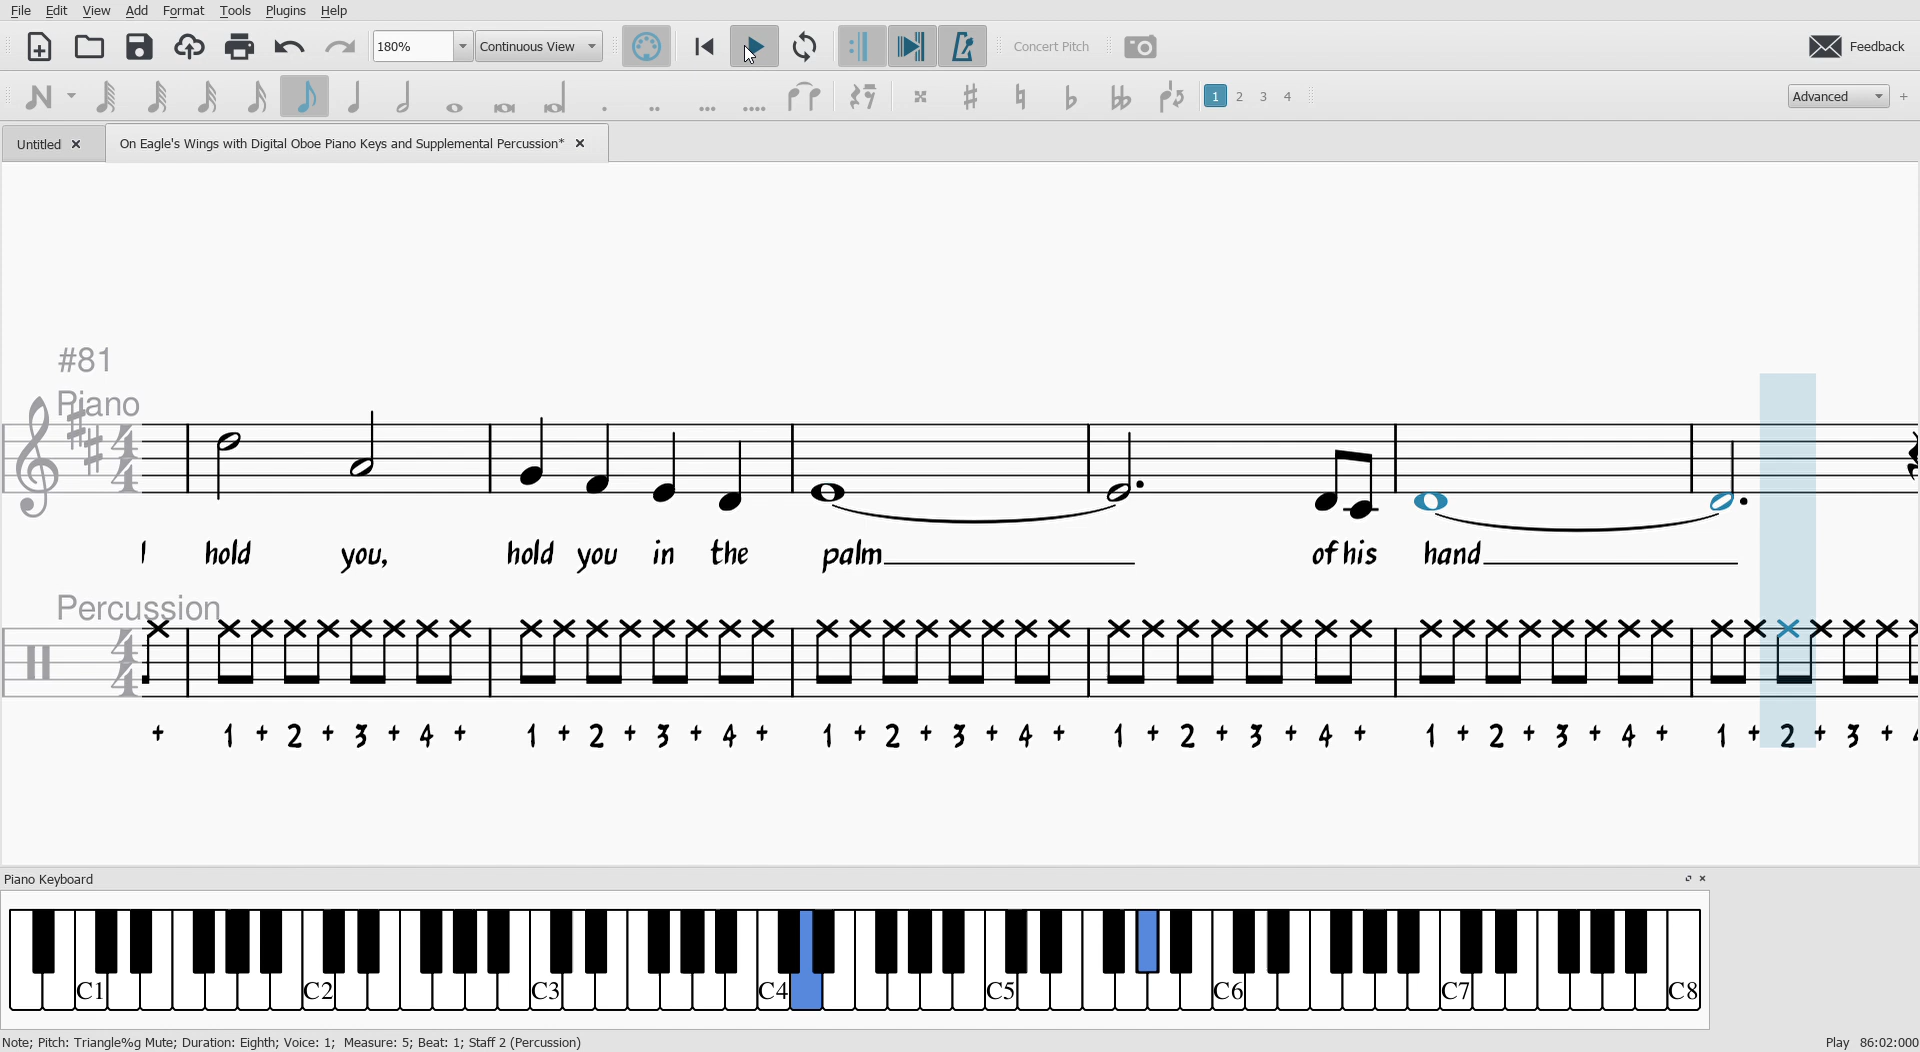 File Edit View Add Format Tools Plugins Help
180% Continuous View Concert Pitch Feedback
1 2 3 4 Advanced +
Untitled On Eagle's Wings with Digital Oboe Piano Keys and Supplemental Percussion*
#81
Piano
4
4
hold you, hold you in the palm of his hand
Percussion
4
4
+ 1 + 2 + 3 + 4 + 1 + 2 + 3 + 4 + 1 + 2 + 3 + 4 + 1 + 2 + 3 + 4 + 1 + 2 + 3 + 4 + 1 + 2 + 3 +
Piano Keyboard
C1 C2 C3 C4 C5 C6 C7 C8
Note; Pitch: Triangle%g Mute; Duration: Eighth; Voice: 1; Measure: 5; Beat: 1; Staff 2 (Percussion) Play 86:02:000